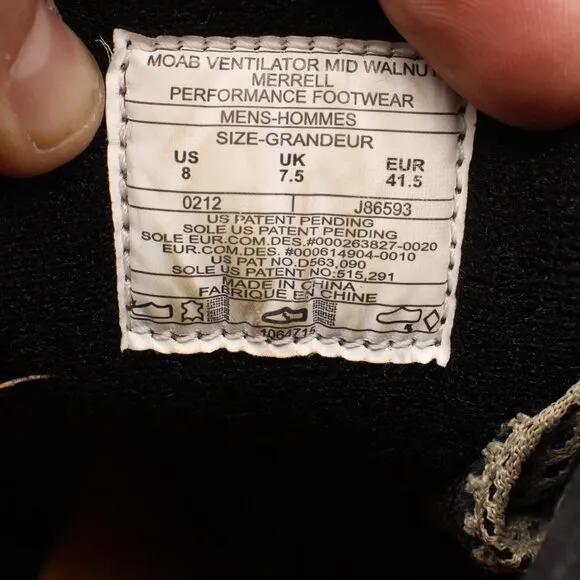 MOAB VENTILATOR MID WALNUT
MERRELL
PERFORMANCE FOOTWEAR
MENS-HOMMES
SIZE-GRANDEUR
US UK EUR
8 7.5 41.5
0212 J86593
US PATENT PENDING
SOLE US PATENT PENDING
SOLE EUR.COM.DES.#000263827-0020
EUR.COM.DES.#000614904-0010
US PAT NO.D563,090
SOLE US PATENT NO:515,291
MADE IN CHINA
FABRIQUE EN CHINE